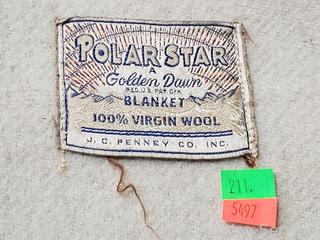 POLAR STAR
A
Golden Dawn
REG. U.S. PAT. OFF.
BLANKET
100% VIRGIN WOOL
J. C. PENNEY CO. INC.
211.
5497